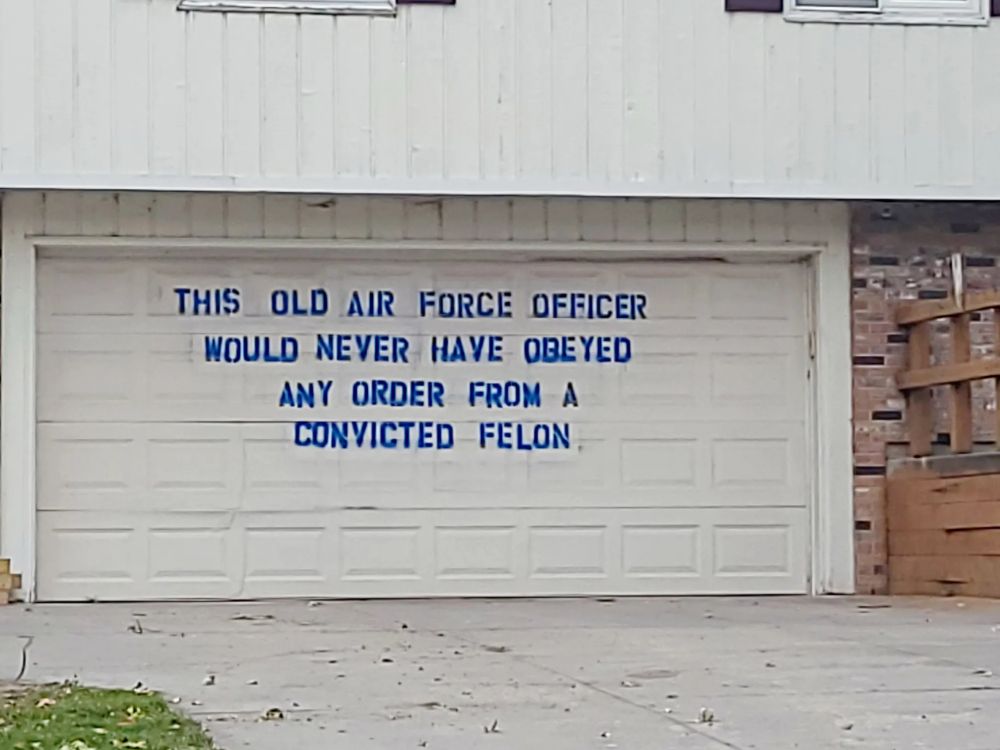 THIS OLD AIR FORCE OFFICER
WOULD NEVER HAVE OBEYED
ANY ORDER FROM A
CONVICTED FELON